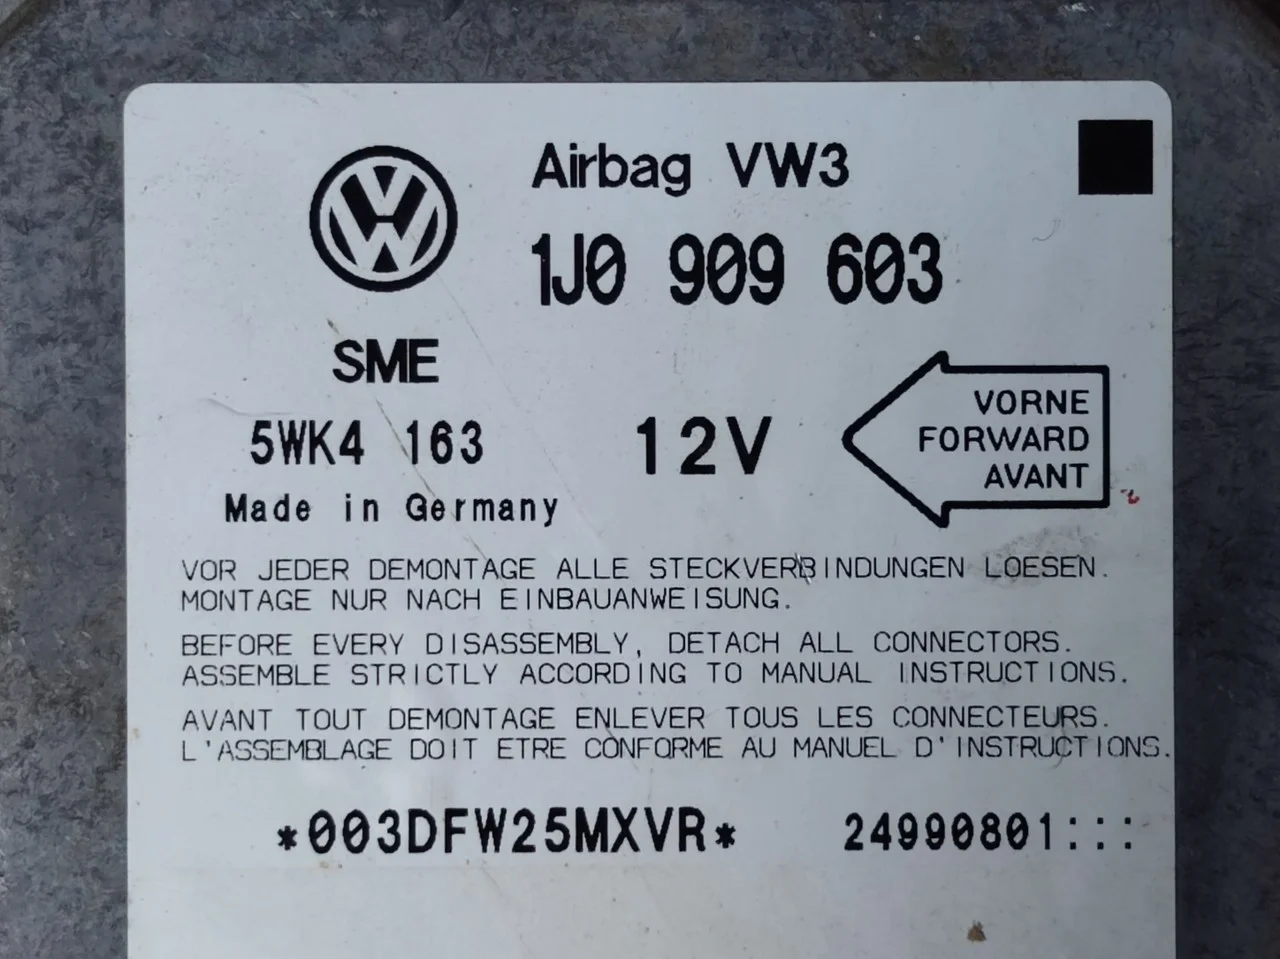 Airbag VW3
1J0 909 603
SME
5WK4 163
12V
VORNE
FORWARD
AVANT
Made in Germany
VOR JEDER DEMONTAGE ALLE STECKVERBINDUNGEN LOESEN.
MONTAGE NUR NACH EINBAUANWEISUNG.
BEFORE EVERY DISASSEMBLY, DETACH ALL CONNECTORS.
ASSEMBLE STRICTLY ACCORDING TO MANUAL INSTRUCTIONS.
AVANT TOUT DEMONTAGE ENLEVER TOUS LES CONNECTEURS.
L'ASSEMBLAGE DOIT ETRE CONFORME AU MANUEL D'INSTRUCTIONS.
*003DFW25MXVR* 24990801:::